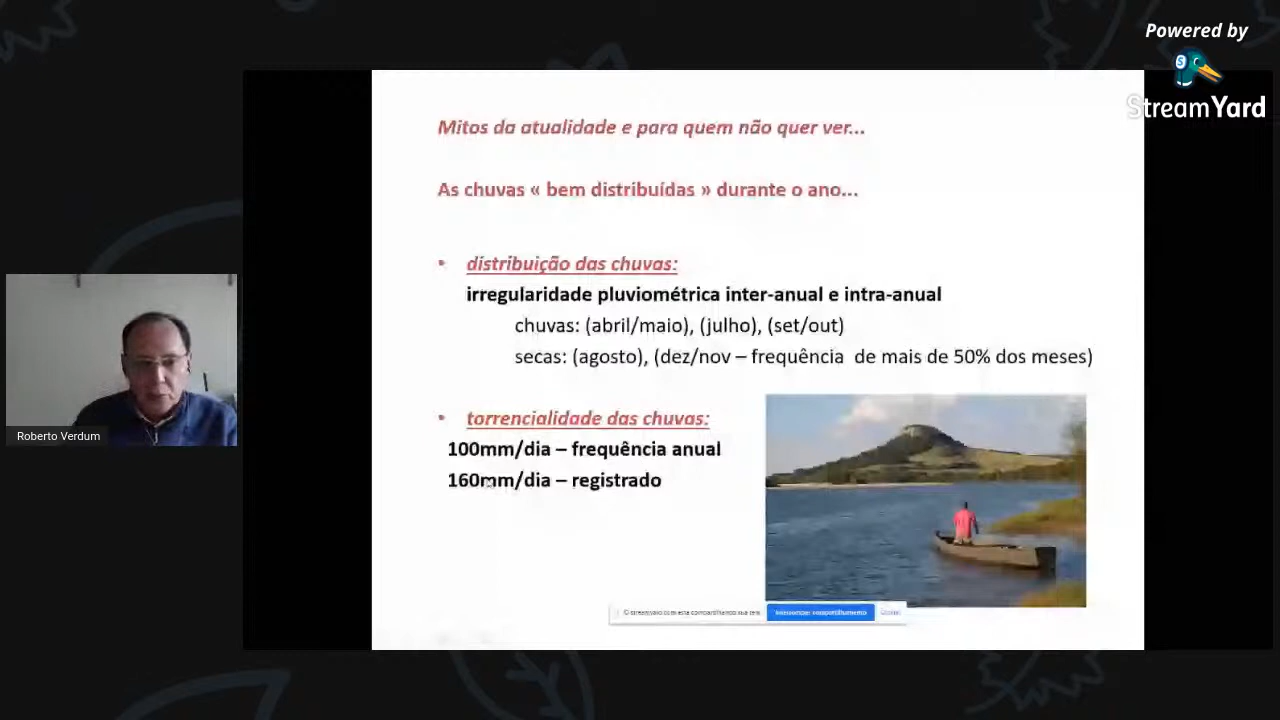 Powered by
StreamYard
Mitos da atualidade e para quem não quer ver...
As chuvas « bem distribuídas » durante o ano...
• distribuição das chuvas:
irregularidade pluviométrica inter-anual e intra-anual
chuvas: (abril/maio), (julho), (set/out)
secas: (agosto), (dez/nov – frequência de mais de 50% dos meses)
• torrencialidade das chuvas:
100mm/dia – frequência anual
160mm/dia – registrado
Roberto Verdum